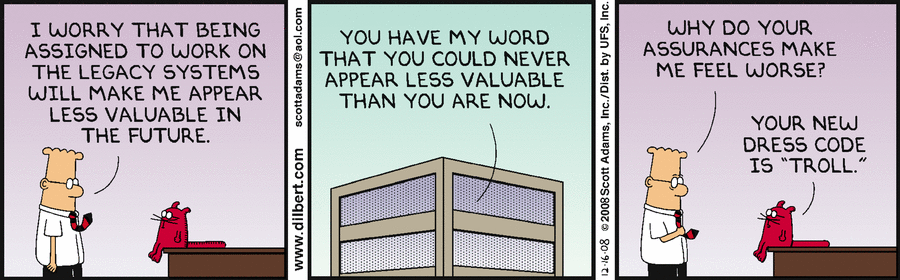 I WORRY THAT BEING
ASSIGNED TO WORK ON
THE LEGACY SYSTEMS
WILL MAKE ME APPEAR
LESS VALUABLE IN
THE FUTURE.
www.dilbert.com scottadams@aol.com
YOU HAVE MY WORD
THAT YOU COULD NEVER
APPEAR LESS VALUABLE
THAN YOU ARE NOW.
12-16-08 © 2008 Scott Adams, Inc./Dist. by UFS, Inc.
WHY DO YOUR
ASSURANCES MAKE
ME FEEL WORSE?
YOUR NEW
DRESS CODE
IS "TROLL."